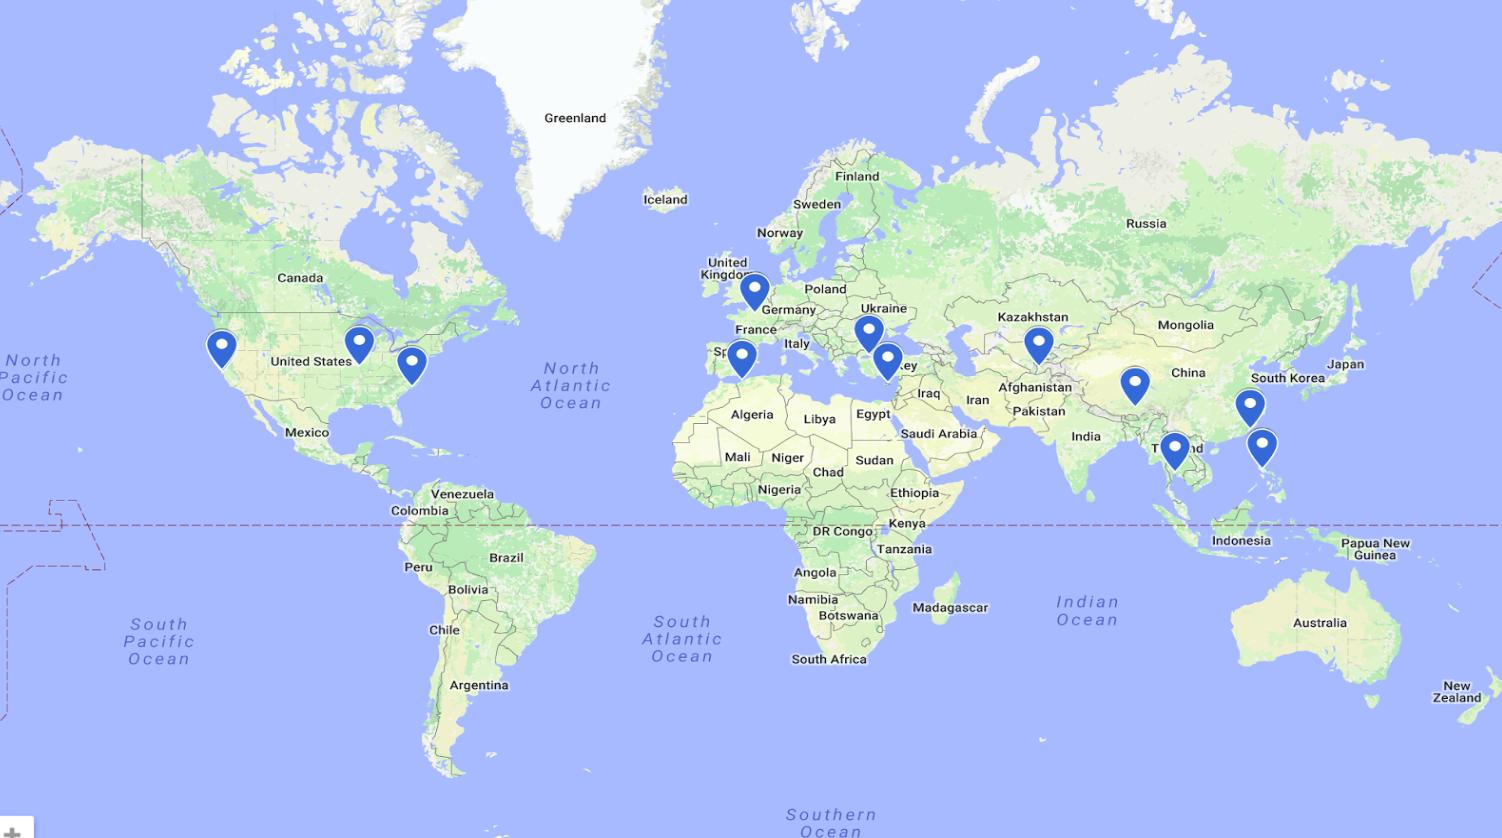 Greenland
Iceland
Finland
Sweden
Norway
Russia
Canada
United
Kingdom
Poland
Germany
Ukraine
France
Kazakhstan
Mongolia
United States
Italy
Sp
key
China
Japan
South Korea
North
Pacific
Ocean
North
Atlantic
Ocean
Afghanistan
Iraq
Iran
Pakistan
Algeria
Libya
Egypt
Saudi Arabia
India
Mexico
T
nd
Mali
Niger
Chad
Sudan
Nigeria
Ethiopia
Venezuela
Colombia
DR Congo
Kenya
Tanzania
Indonesia
Papua New
Guinea
Brazil
Peru
Bolivia
Angola
Namibia
Botswana
Madagascar
Indian
Ocean
Australia
South
Pacific
Ocean
South
Atlantic
Ocean
Chile
South Africa
Argentina
New
Zealand
Southern
Ocean